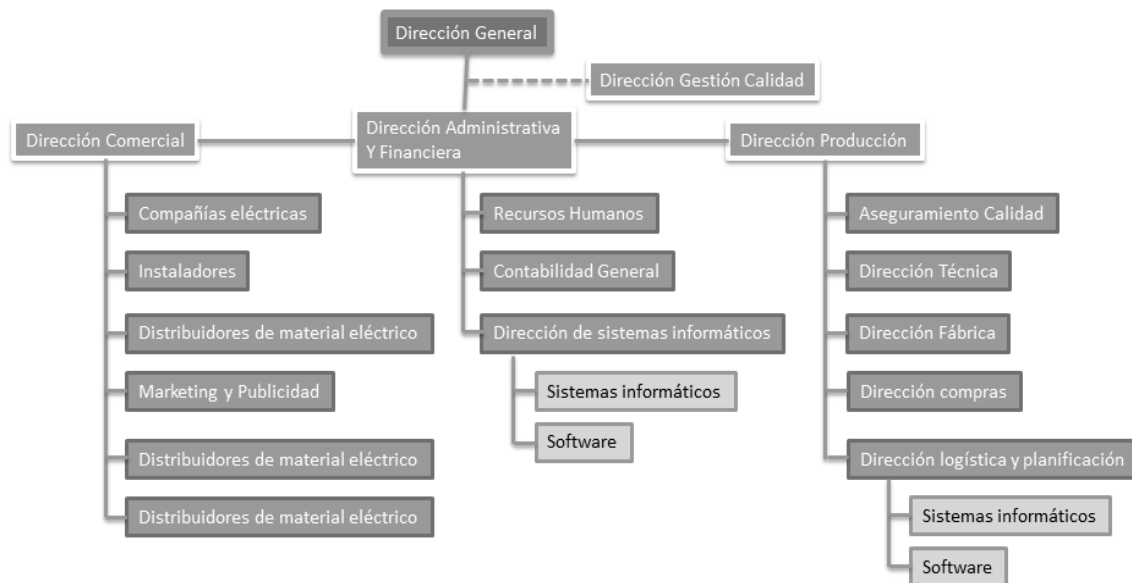 Dirección General
Dirección Gestión Calidad
Dirección Comercial
Dirección Administrativa
Y Financiera
Dirección Producción
Compañías eléctricas
Instaladores
Distribuidores de material eléctrico
Marketing y Publicidad
Distribuidores de material eléctrico
Distribuidores de material eléctrico
Recursos Humanos
Contabilidad General
Dirección de sistemas informáticos
Sistemas informáticos
Software
Aseguramiento Calidad
Dirección Técnica
Dirección Fábrica
Dirección compras
Dirección logística y planificación
Sistemas informáticos
Software